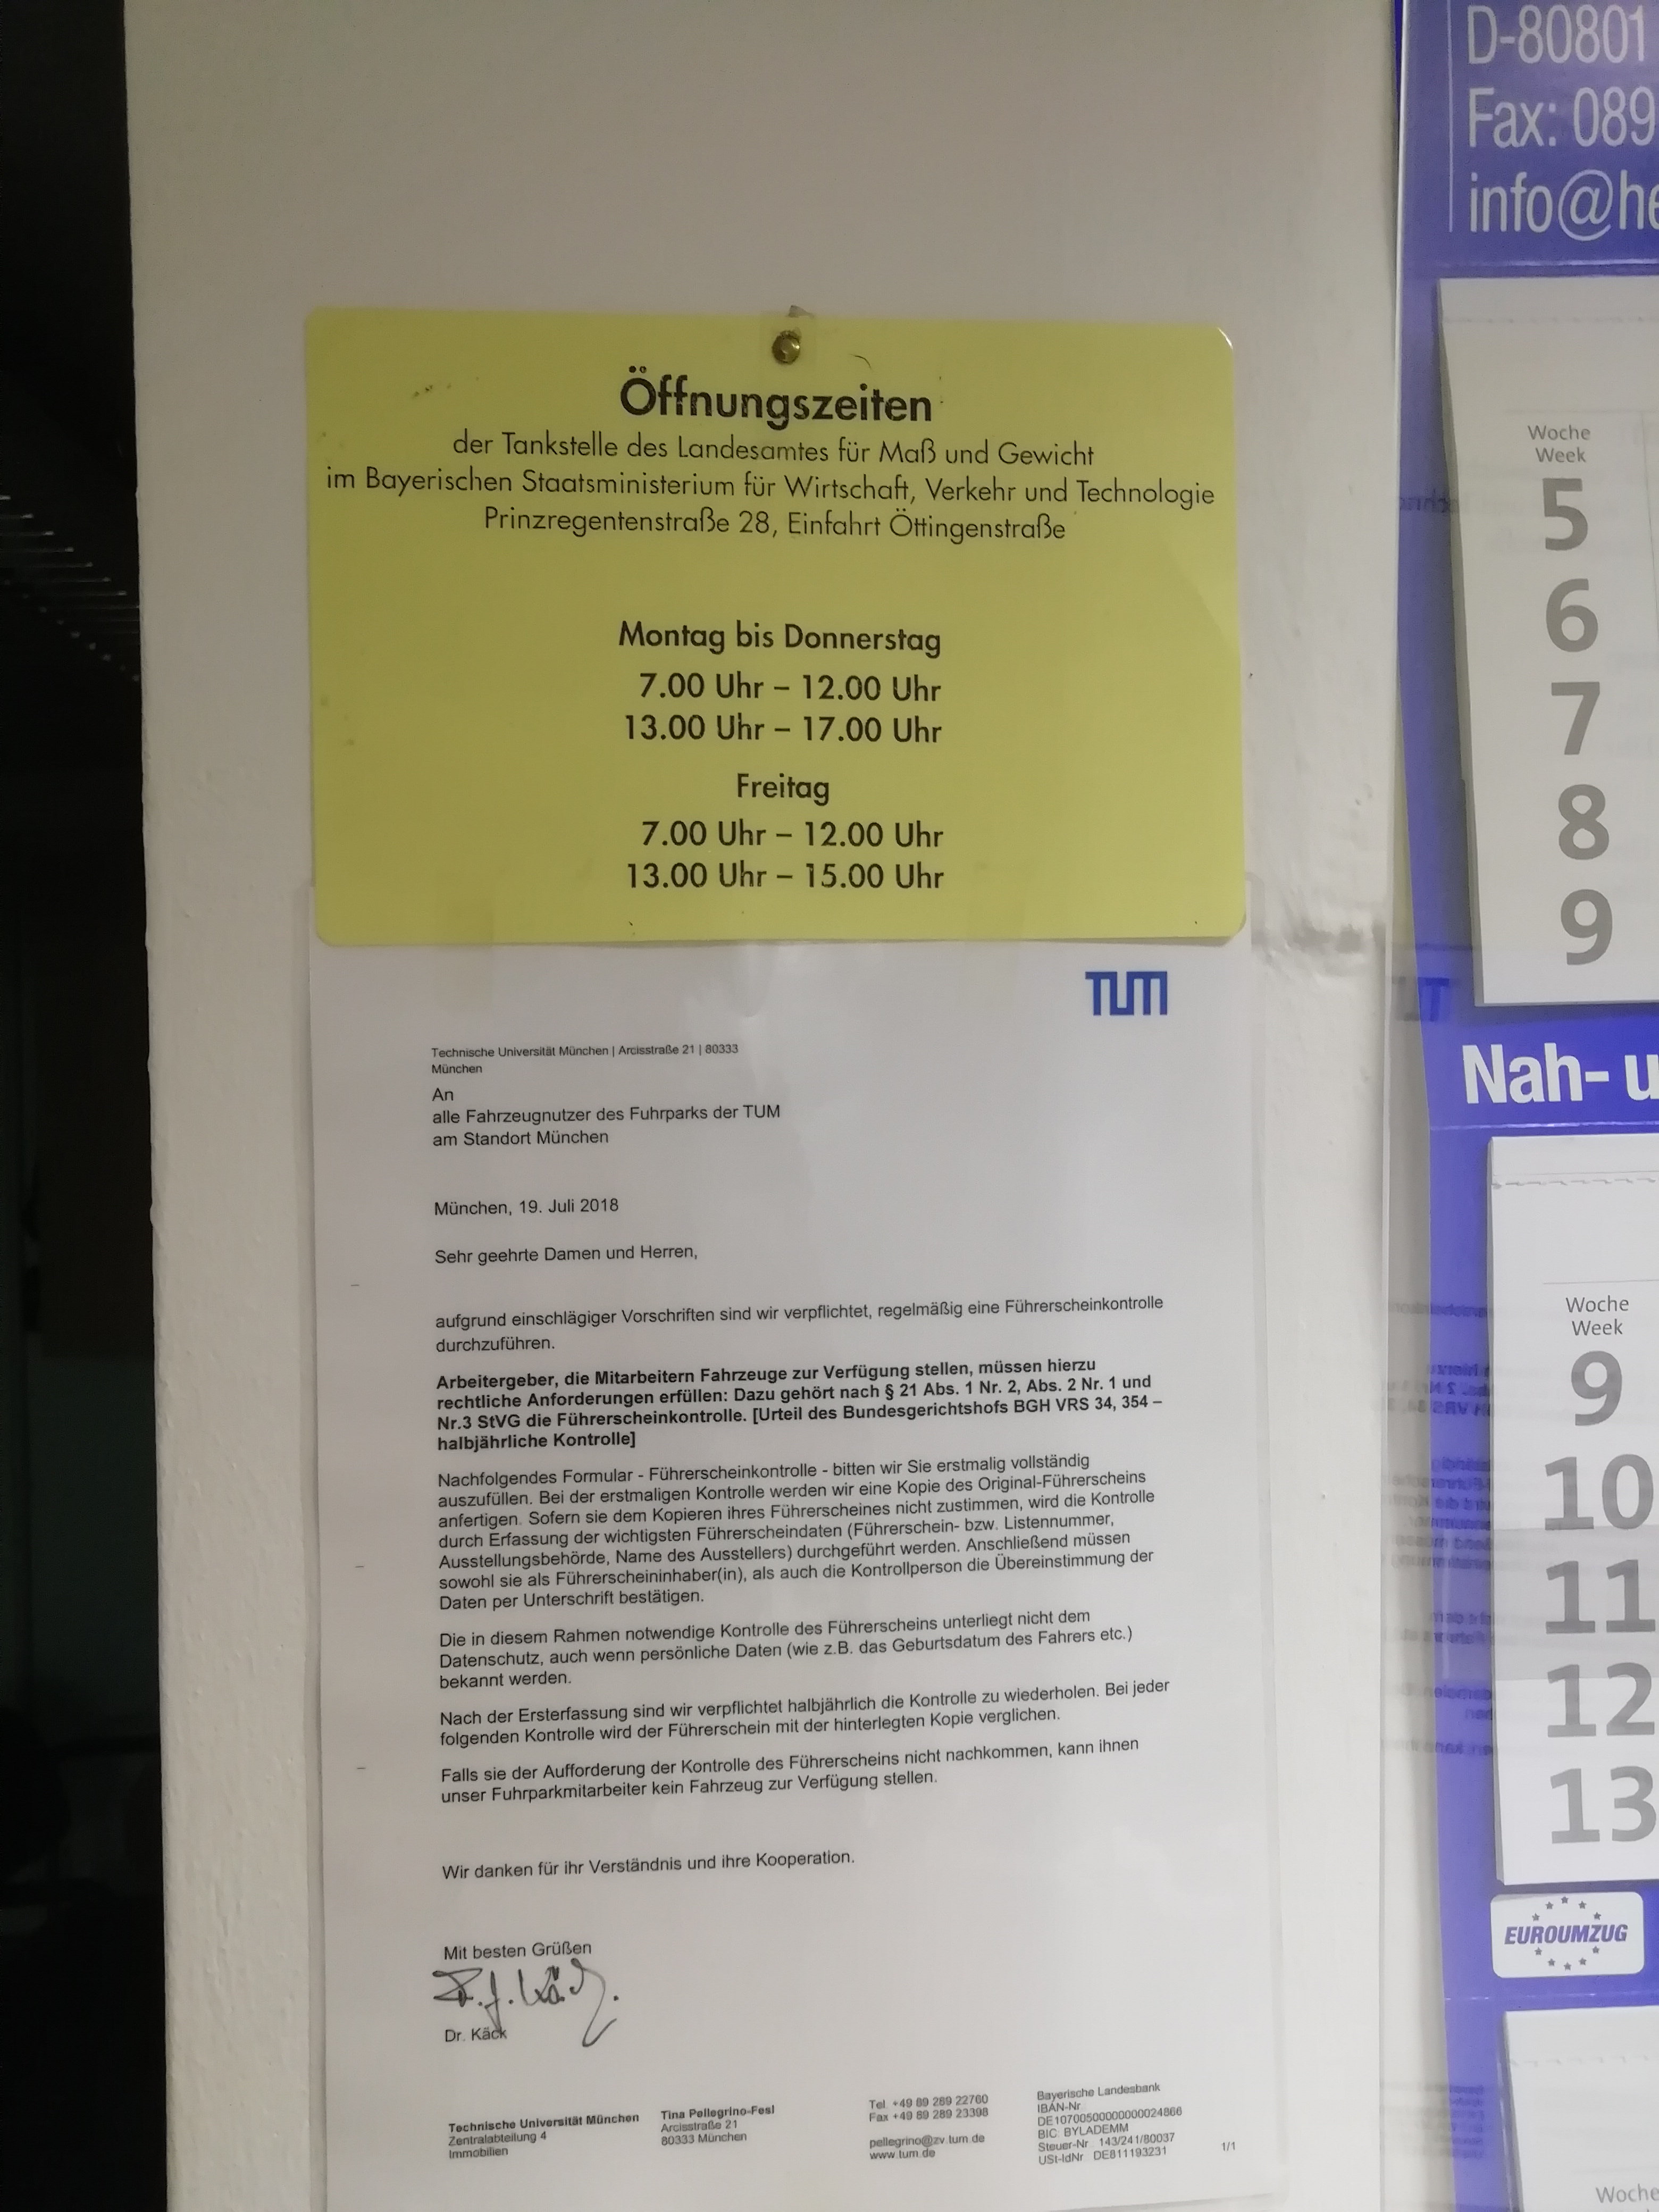 Öffnungszeiten
der Tankstelle des Landesamtes für Maß und Gewicht
im Bayerischen Staatsministerium für Wirtschaft, Verkehr und Technologie
Prinzregentenstraße 28, Einfahrt Öttingenstraße
Montag bis Donnerstag
7.00 Uhr – 12.00 Uhr
13.00 Uhr – 17.00 Uhr
Freitag
7.00 Uhr – 12.00 Uhr
13.00 Uhr – 15.00 Uhr
TUM
Technische Universität München | Arcisstraße 21 | 80333
München
An
alle Fahrzeugnutzer des Fuhrparks der TUM
am Standort München
München, 19. Juli 2018
Sehr geehrte Damen und Herren,
aufgrund einschlägiger Vorschriften sind wir verpflichtet, regelmäßig eine Führerscheinkontrolle
durchzuführen.
Arbeitgeber, die Mitarbeitern Fahrzeuge zur Verfügung stellen, müssen hierzu
rechtliche Anforderungen erfüllen: Dazu gehört nach § 21 Abs. 1 Nr. 2, Abs. 2 Nr. 1 und
Nr.3 StVG die Führerscheinkontrolle. [Urteil des Bundesgerichtshofs BGH VRS 34, 354 –
halbjährliche Kontrolle]
Nachfolgendes Formular - Führerscheinkontrolle - bitten wir Sie erstmalig vollständig
auszufüllen. Bei der erstmaligen Kontrolle werden wir eine Kopie des Original-Führerscheins
anfertigen. Sofern sie dem Kopieren ihres Führerscheines nicht zustimmen, wird die Kontrolle
durch Erfassung der wichtigsten Führerscheindaten (Führerschein- bzw. Listennummer,
Ausstellungsbehörde, Name des Ausstellers) durchgeführt werden. Anschließend müssen
sowohl sie als Führerscheininhaber(in), als auch die Kontrollperson die Übereinstimmung der
Daten per Unterschrift bestätigen.
Die in diesem Rahmen notwendige Kontrolle des Führerscheins unterliegt nicht dem
Datenschutz, auch wenn persönliche Daten (wie z.B. das Geburtsdatum des Fahrers etc.)
bekannt werden.
Nach der Ersterfassung sind wir verpflichtet halbjährlich die Kontrolle zu wiederholen. Bei jeder
folgenden Kontrolle wird der Führerschein mit der hinterlegten Kopie verglichen.
Falls sie der Aufforderung der Kontrolle des Führerscheins nicht nachkommen, kann ihnen
unser Fuhrparkmitarbeiter kein Fahrzeug zur Verfügung stellen.
Wir danken für ihr Verständnis und ihre Kooperation.
Mit besten Grüßen
Dr. Käck
Technische Universität München
Zentralabteilung 4
Immobilien
Tina Pellegrino-Fesl
Arcisstraße 21
80333 München
Tel. +49 89 289 22760
Fax +49 89 289 23398
pellegrino@zv.tum.de
www.tum.de
Bayerische Landesbank
IBAN-Nr.
DE10700500000000024866
BIC: BYLADEMM
Steuer-Nr. 143/241/80037
USt-IdNr. DE811193231
1/1
D-80801
Fax: 089
info@he
Woche
Week
5
6
7
8
9
Nah- u
Woche
Week
9
10
11
12
13
EUROUMZUG
Woche